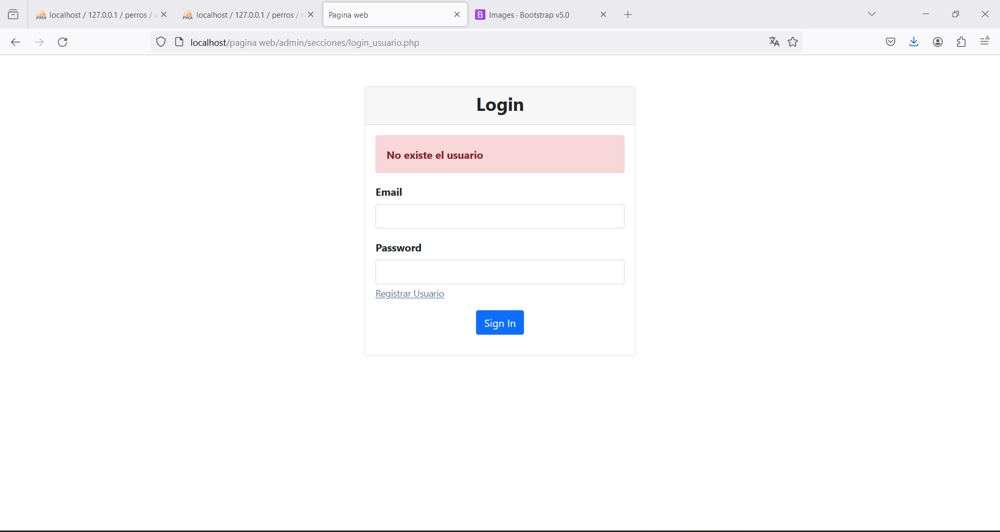 localhost / 127.0.0.1 / perros / u
localhost / 127.0.0.1 / perros / r
Pagina web
B Images · Bootstrap v5.0
localhost/pagina web/admin/secciones/login_usuario.php
Login
No existe el usuario
Email
Password
Registrar Usuario
Sign In